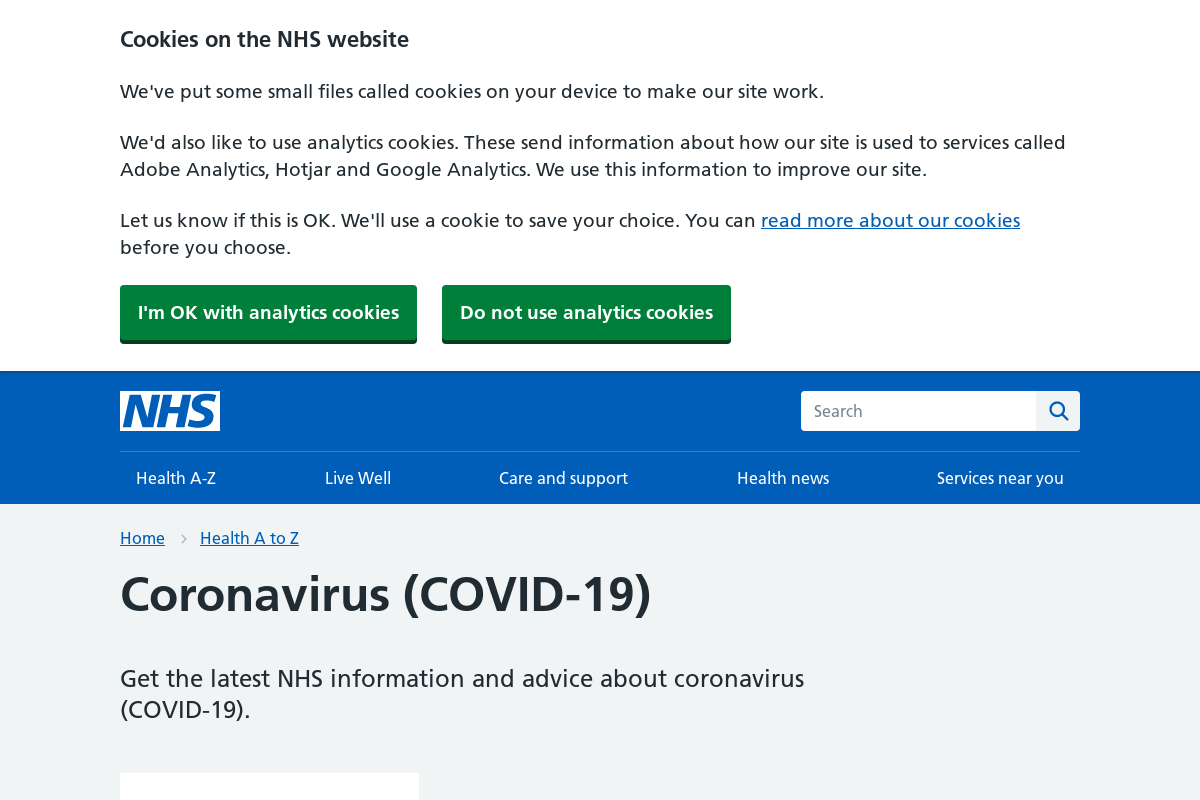 Cookies on the NHS website
We've put some small files called cookies on your device to make our site work.
We'd also like to use analytics cookies. These send information about how our site is used to services called
Adobe Analytics, Hotjar and Google Analytics. We use this information to improve our site.
Let us know if this is OK. We'll use a cookie to save your choice. You can read more about our cookies
before you choose.
I'm OK with analytics cookies
Do not use analytics cookies
NHS
Search
Health A-Z
Live Well
Care and support
Health news
Services near you
Home
Health A to Z
Coronavirus (COVID-19)
Get the latest NHS information and advice about coronavirus
(COVID-19).